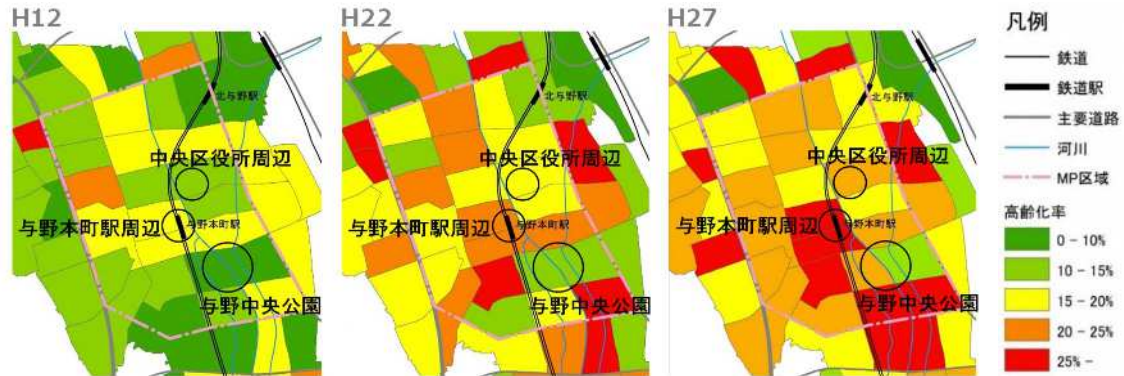 H12
北与野駅
中央区役所周辺
与野本町駅周辺
与野本町駅
与野中央公園
H22
北与野駅
中央区役所周辺
与野本町駅周辺
与野本町駅
与野中央公園
H27
北与野駅
中央区役所周辺
与野本町駅周辺
与野本町駅
与野中央公園
凡例
鉄道
鉄道駅
主要道路
河川
MP区域
高齢化率
0 - 10%
10 - 15%
15 - 20%
20 - 25%
25% -